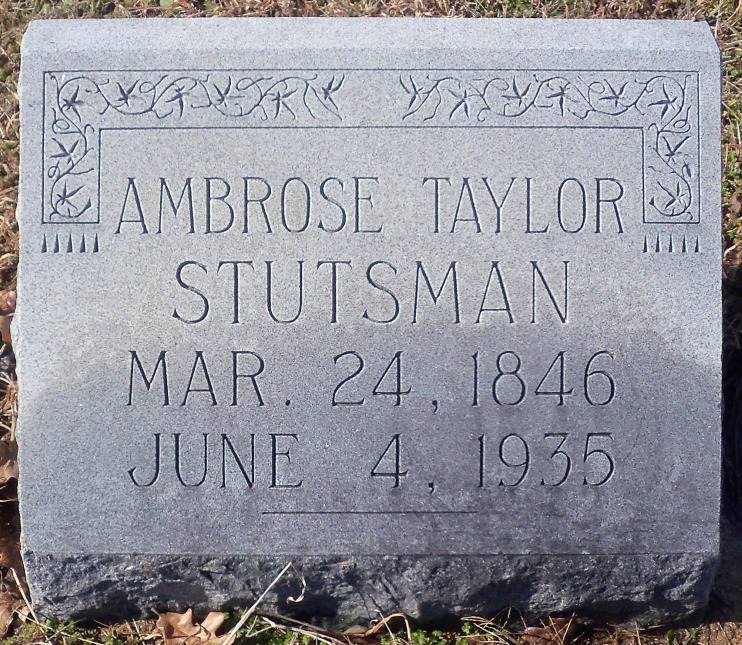 AMBROSE TAYLOR
STUTSMAN
MAR. 24, 1846
JUNE 4, 1935